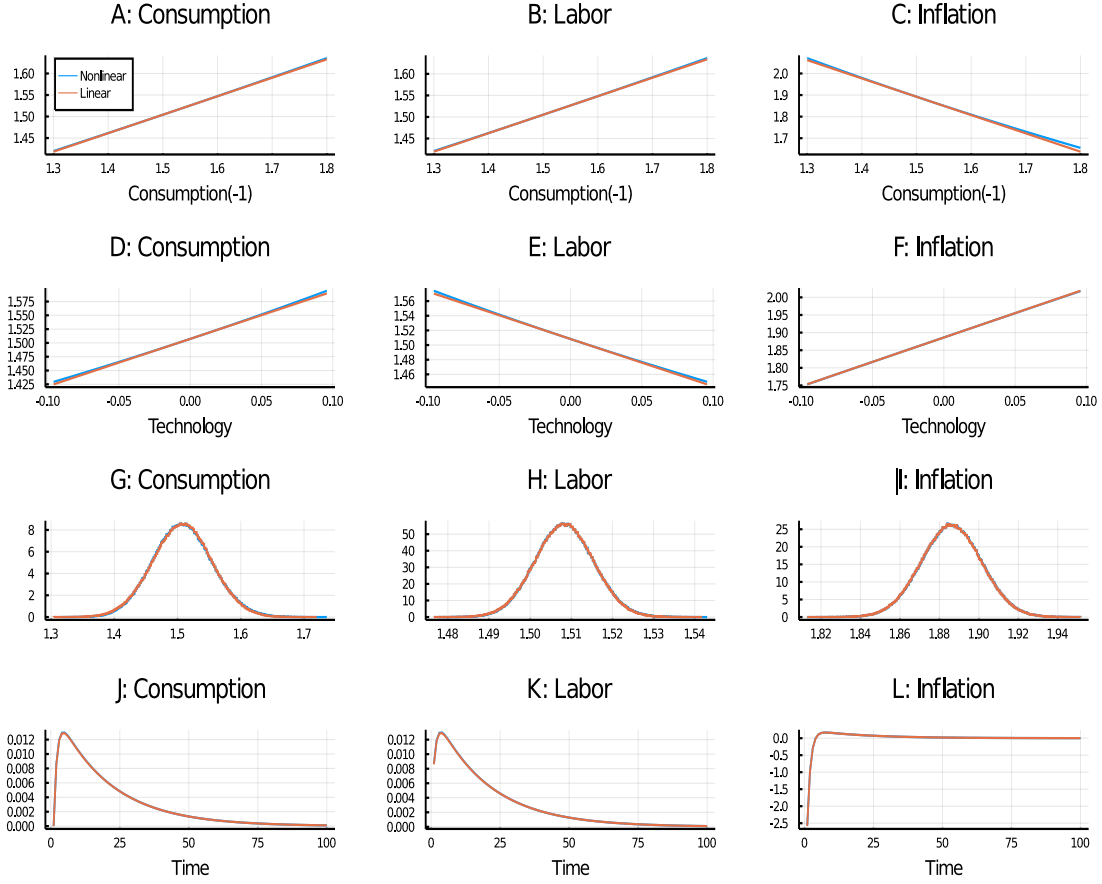 A: Consumption
B: Labor
C: Inflation
1.60
1.55
1.50
1.45
Nonlinear
Linear
1.3 1.4 1.5 1.6 1.7 1.8
Consumption(-1)
1.60
1.55
1.50
1.45
1.3 1.4 1.5 1.6 1.7 1.8
Consumption(-1)
2.0
1.9
1.8
1.7
1.3 1.4 1.5 1.6 1.7 1.8
Consumption(-1)
D: Consumption
E: Labor
F: Inflation
1.575
1.550
1.525
1.500
1.475
1.450
1.425
-0.10 -0.05 0.00 0.05 0.10
Technology
1.56
1.54
1.52
1.50
1.48
1.46
-0.10 -0.05 0.00 0.05 0.10
Technology
2.00
1.95
1.90
1.85
1.80
1.75
-0.10 -0.05 0.00 0.05 0.10
Technology
G: Consumption
H: Labor
I: Inflation
8
6
4
2
0
1.3 1.4 1.5 1.6 1.7
50
40
30
20
10
0
1.48 1.49 1.50 1.51 1.52 1.53 1.54
25
20
15
10
5
0
1.82 1.84 1.86 1.88 1.90 1.92 1.94
J: Consumption
K: Labor
L: Inflation
0.012
0.010
0.008
0.006
0.004
0.002
0.000
0 25 50 75 100
Time
0.012
0.010
0.008
0.006
0.004
0.002
0.000
0 25 50 75 100
Time
0.0
-0.5
-1.0
-1.5
-2.0
-2.5
0 25 50 75 100
Time